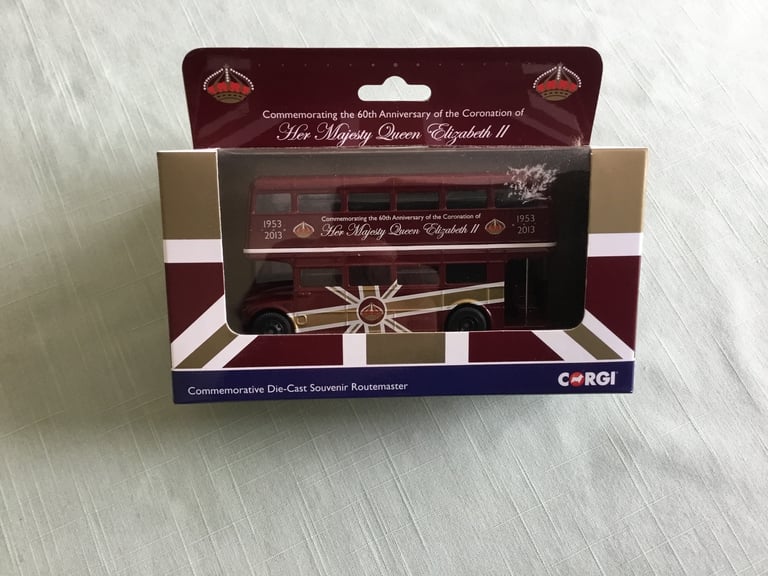 Commemorating the 60th Anniversary of the Coronation of
Her Majesty Queen Elizabeth II
Commemorating the 60th Anniversary of the Coronation of
1953
2013
Her Majesty Queen Elizabeth II
1953
2013
Commemorative Die-Cast Souvenir Routemaster
CORGI